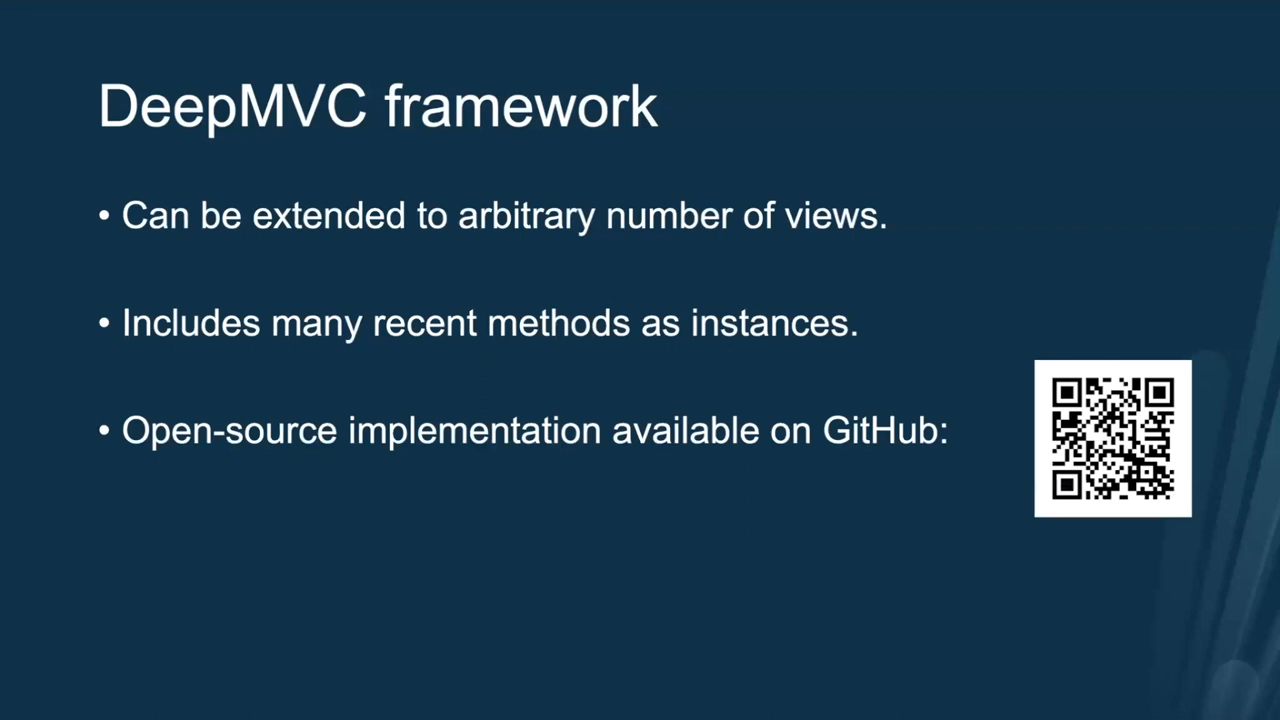 DeepMVC framework
• Can be extended to arbitrary number of views.
• Includes many recent methods as instances.
• Open-source implementation available on GitHub: